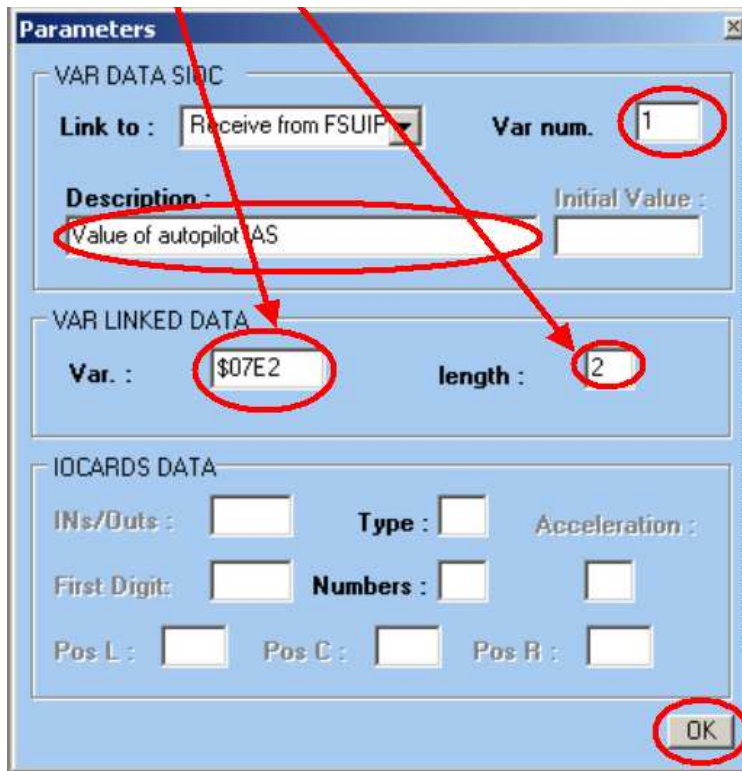 Parameters
VAR DATA SIOC
Link to : Receive from FSUIP Var num. 1
Description : Initial Value :
Value of autopilot IAS
VAR LINKED DATA
Var. : $07E2 length : 2
IOCARDS DATA
INs/Outs : Type : Acceleration :
First Digit: Numbers :
Pos L : Pos C : Pos R :
OK